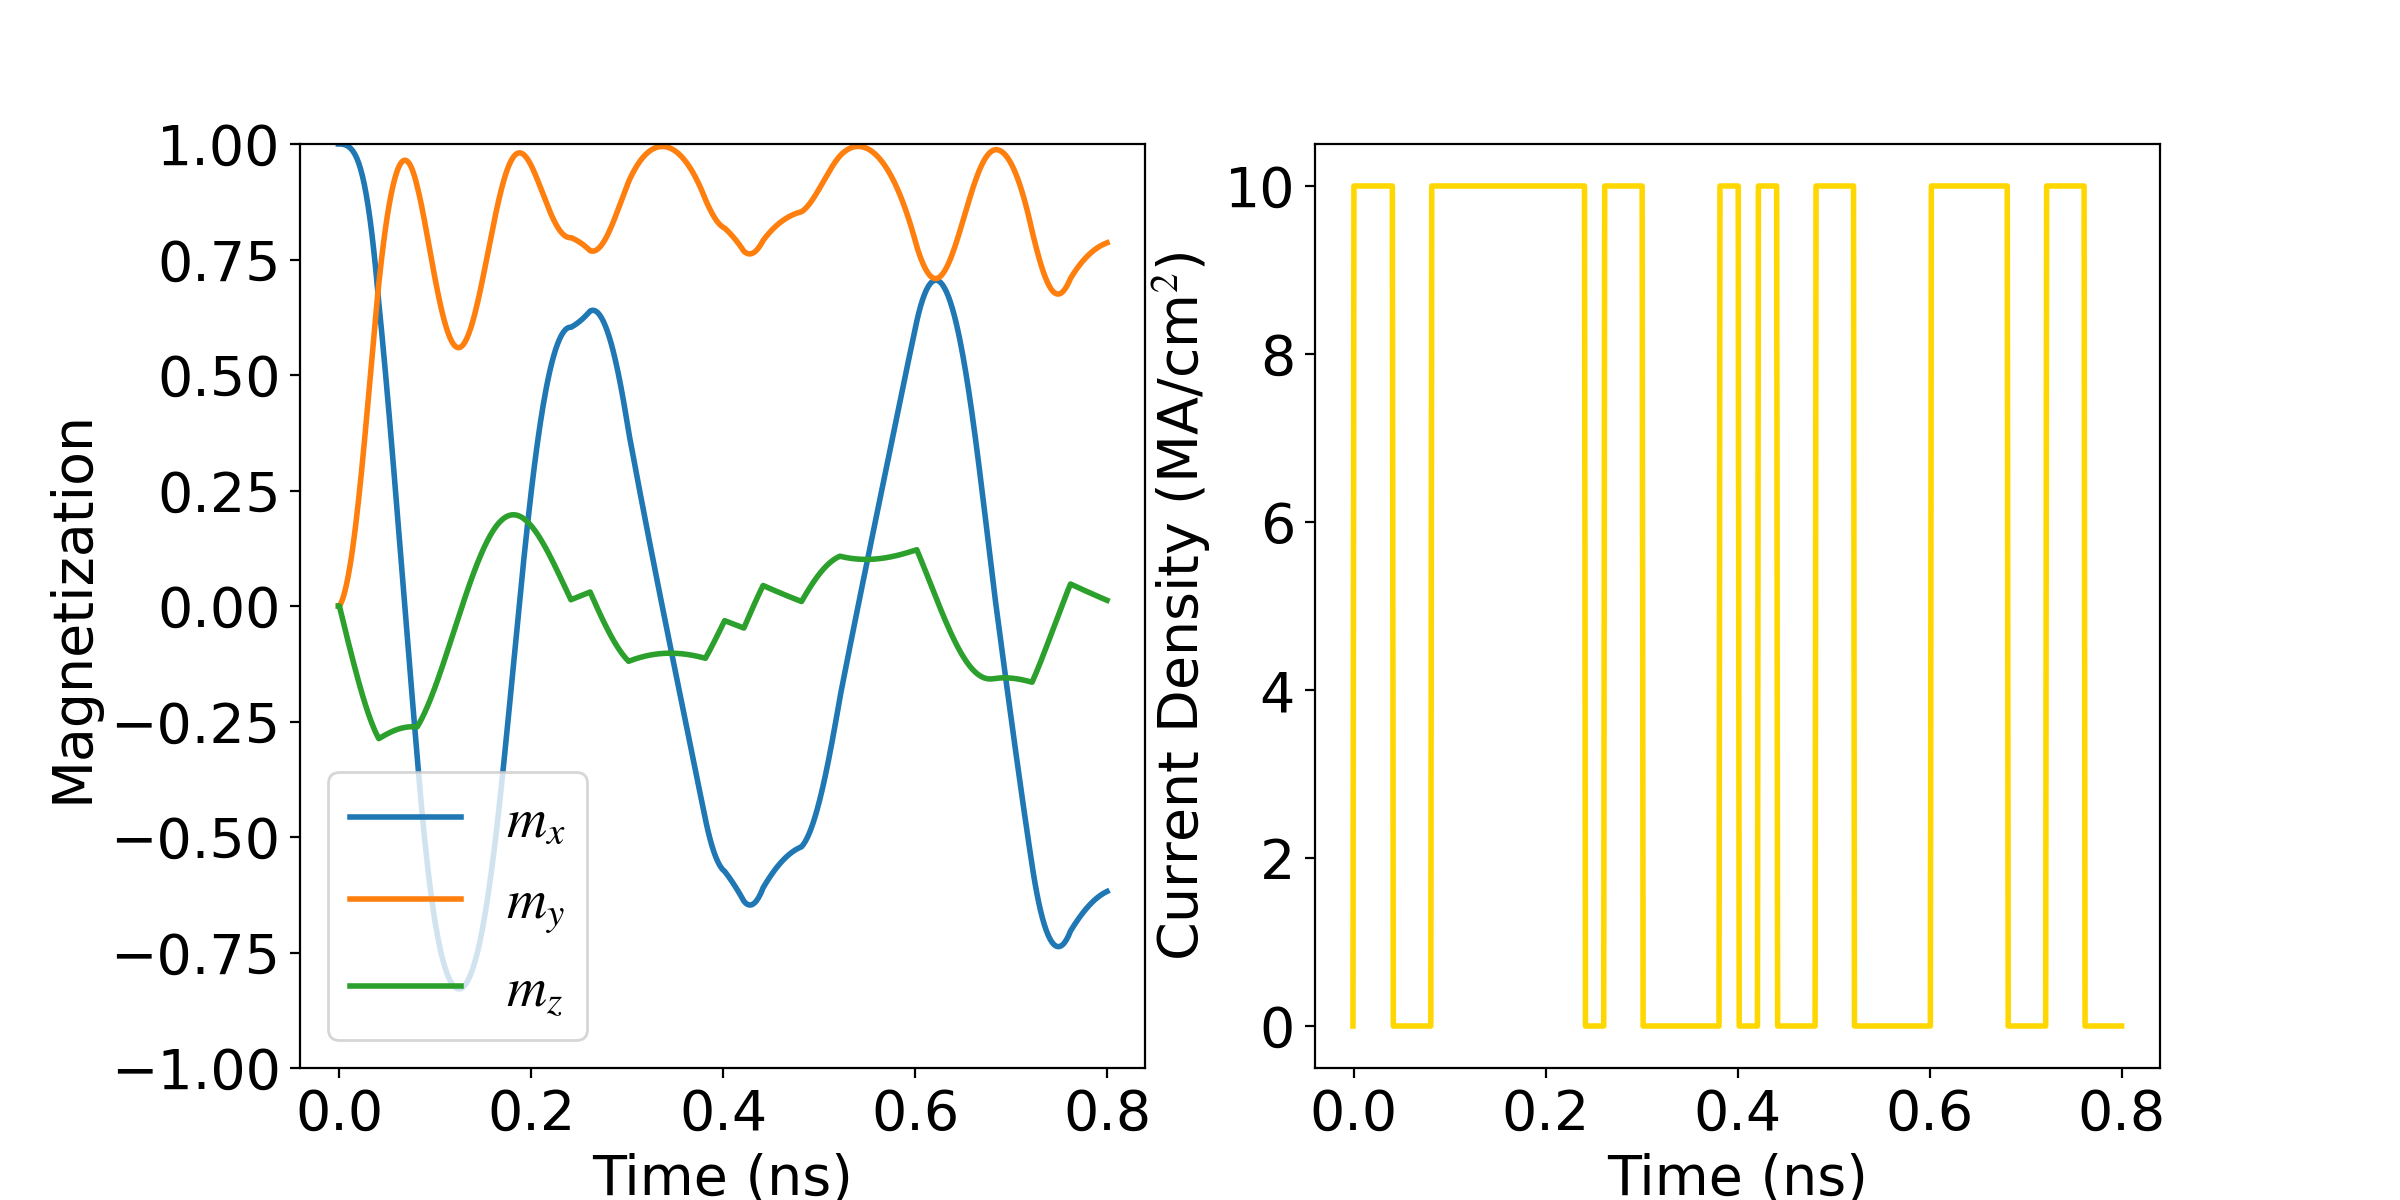 Magnetization
1.00
0.75
0.50
0.25
0.00
−0.25
−0.50
−0.75
−1.00
0.0 0.2 0.4 0.6 0.8
Time (ns)
m_x
m_y
m_z
Current Density (MA/cm²)
10
8
6
4
2
0
0.0 0.2 0.4 0.6 0.8
Time (ns)